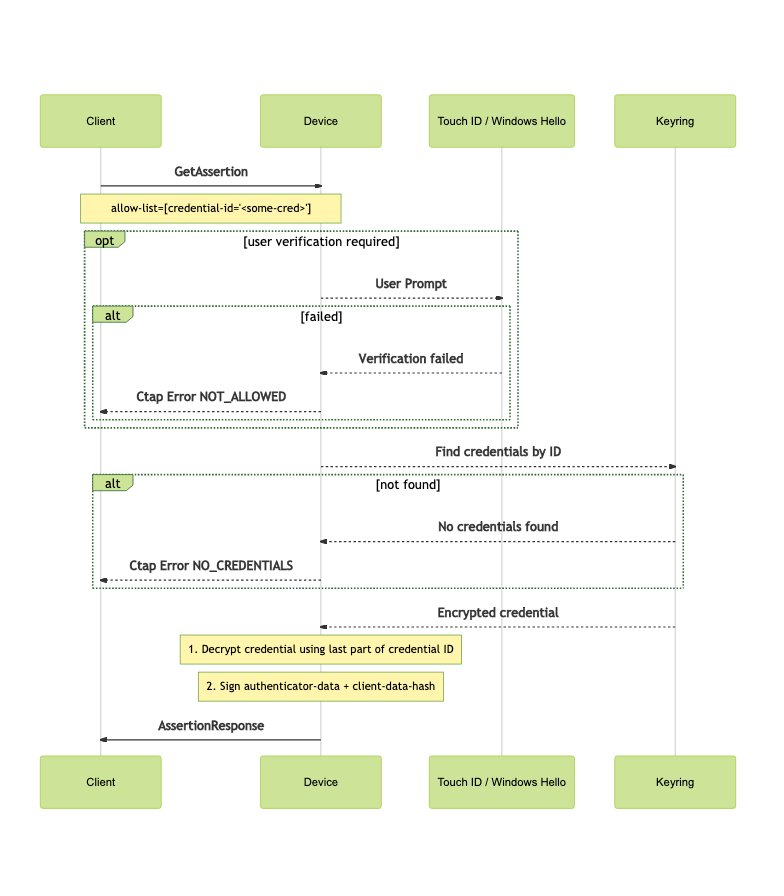 Client
Device
Touch ID / Windows Hello
Keyring
GetAssertion
allow-list=[credential-id='<some-cred>']
opt
[user verification required]
User Prompt
alt
[failed]
Verification failed
Ctap Error NOT_ALLOWED
Find credentials by ID
alt
[not found]
No credentials found
Ctap Error NO_CREDENTIALS
Encrypted credential
1. Decrypt credential using last part of credential ID
2. Sign authenticator-data + client-data-hash
AssertionResponse
Client
Device
Touch ID / Windows Hello
Keyring